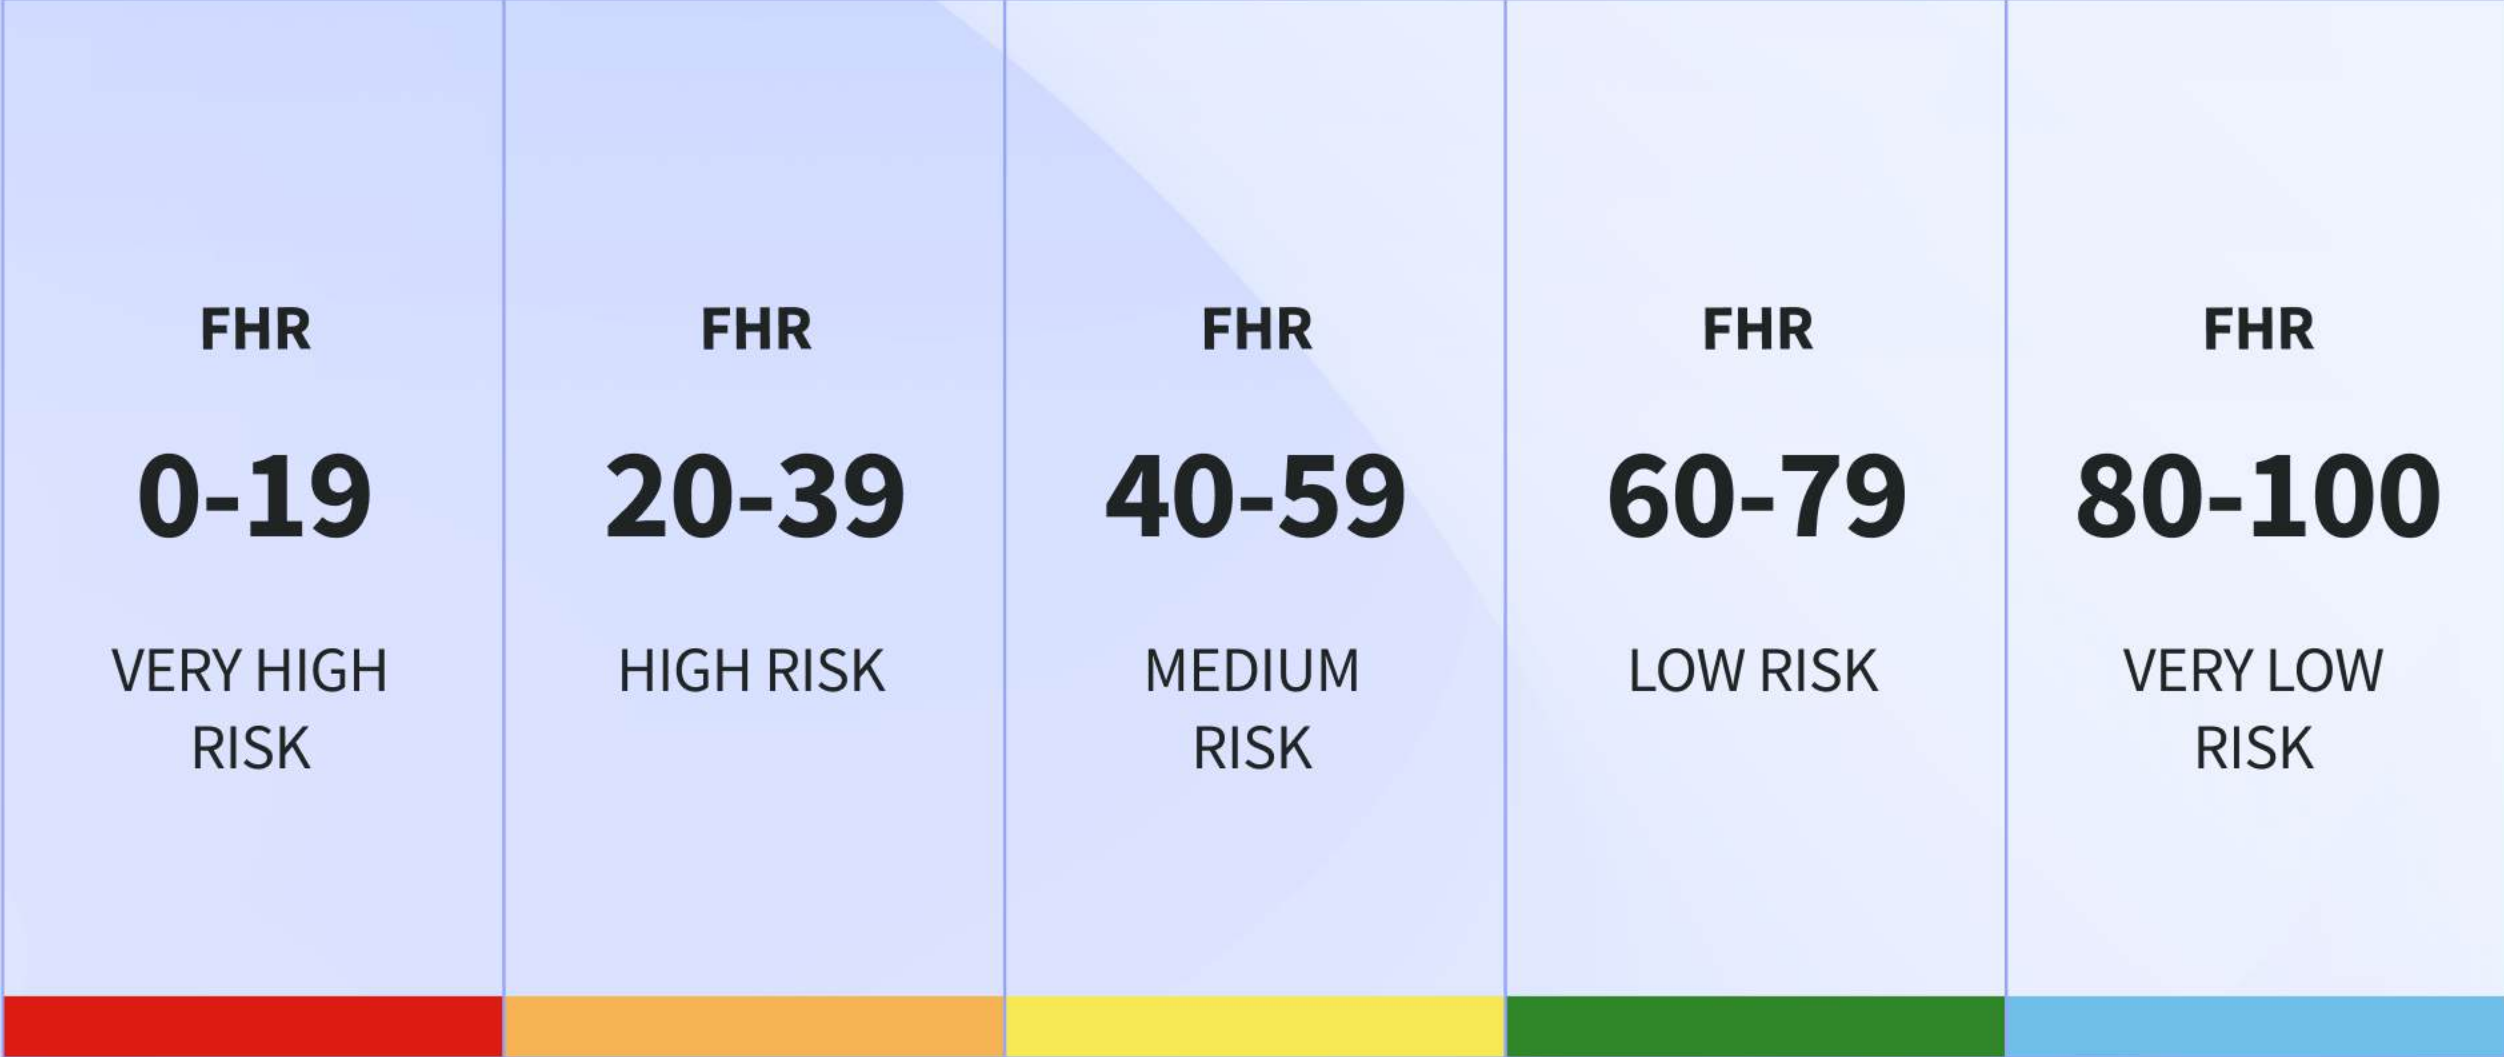 FHR
0-19
VERY HIGH
RISK
FHR
20-39
HIGH RISK
FHR
40-59
MEDIUM
RISK
FHR
60-79
LOW RISK
FHR
80-100
VERY LOW
RISK